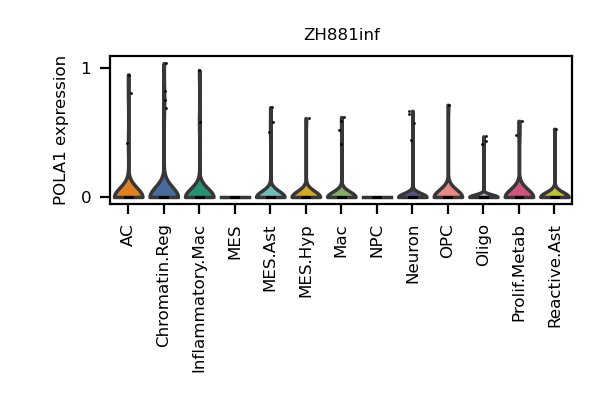 ZH881inf
POLA1 expression
1
0
AC
Chromatin.Reg
Inflammatory.Mac
MES
MES.Ast
MES.Hyp
Mac
NPC
Neuron
OPC
Oligo
Prolif.Metab
Reactive.Ast